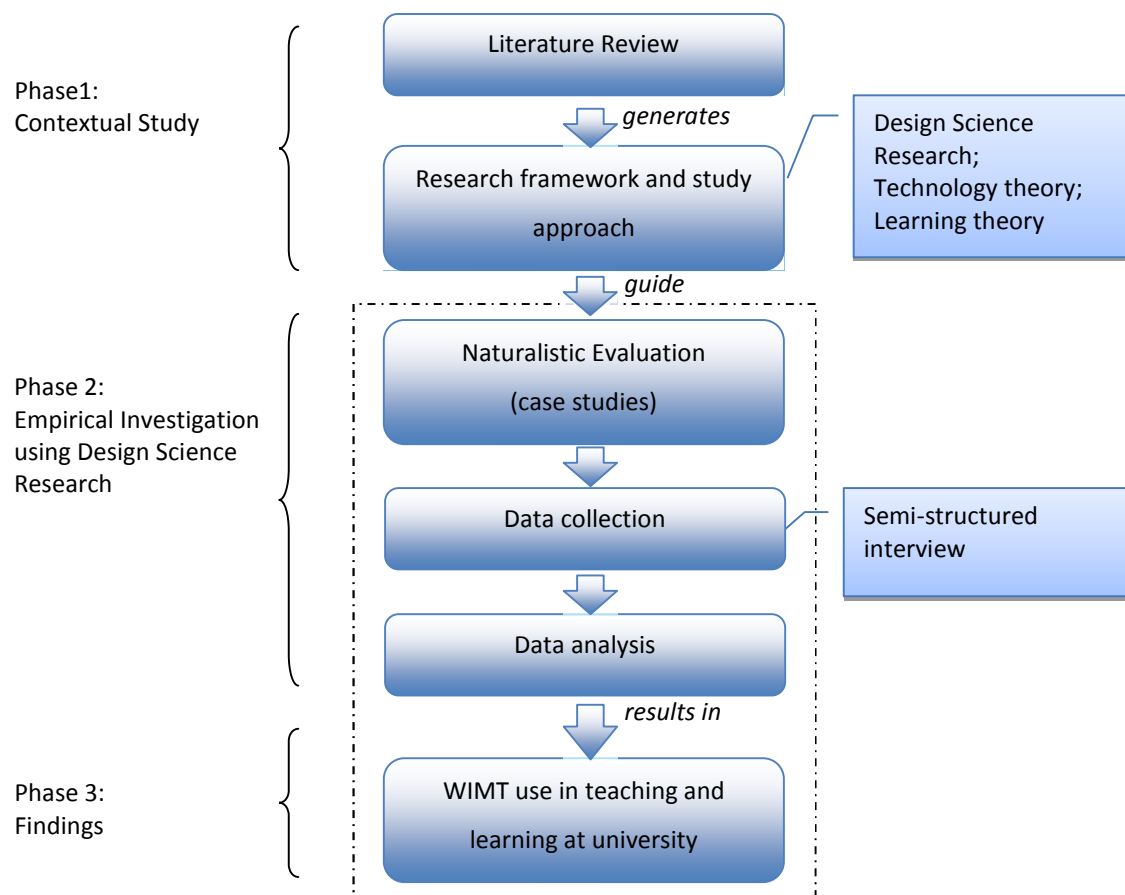 Phase1:
Contextual Study
Literature Review
generates
Research framework and study
approach
Design Science
Research;
Technology theory;
Learning theory
guide
Phase 2:
Empirical Investigation
using Design Science
Research
Naturalistic Evaluation
(case studies)
Data collection
Semi-structured
interview
Data analysis
results in
Phase 3:
Findings
WIMT use in teaching and
learning at university